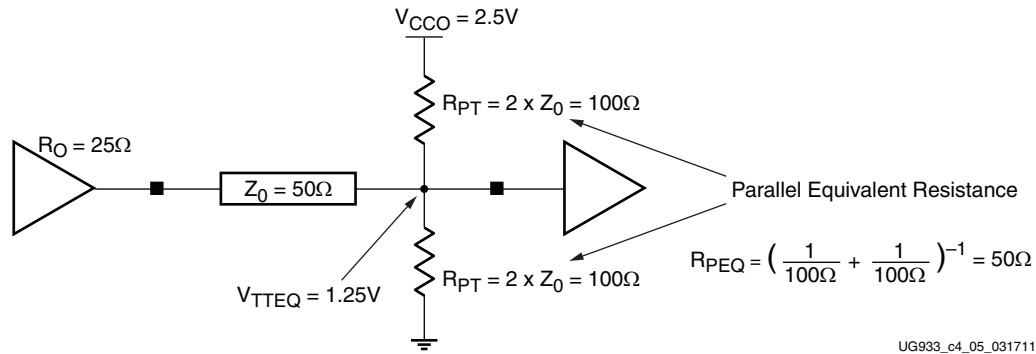 V_CCO = 2.5V
R_PT = 2 x Z_0 = 100Ω
R_O = 25Ω
Z_0 = 50Ω
Parallel Equivalent Resistance
R_PEQ = ( 1/100Ω + 1/100Ω )^–1 = 50Ω
R_PT = 2 x Z_0 = 100Ω
V_TTEQ = 1.25V
UG933_c4_05_031711